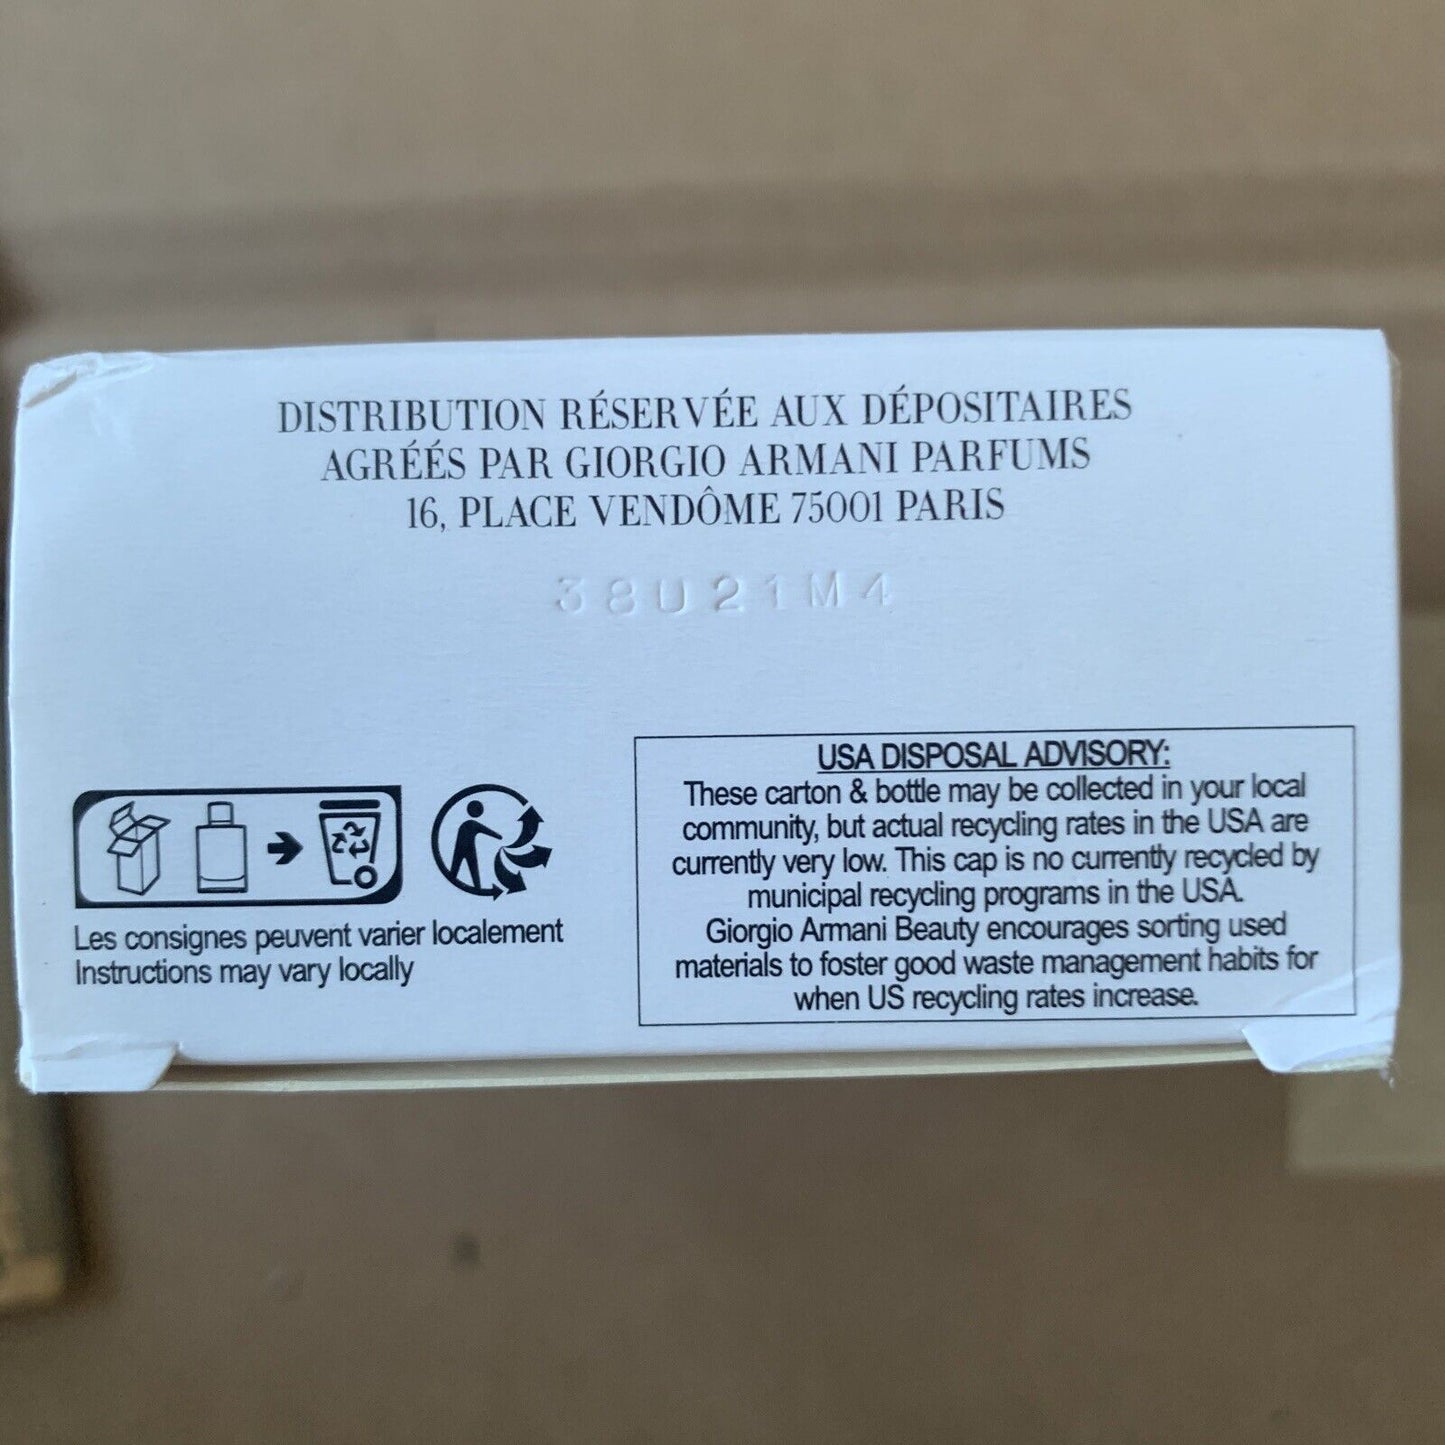 DISTRIBUTION RÉSERVÉE AUX DÉPOSITAIRES
AGRÉÉS PAR GIORGIO ARMANI PARFUMS
16, PLACE VENDÔME 75001 PARIS
38U21M4
Les consignes peuvent varier localement
Instructions may vary locally
USA DISPOSAL ADVISORY:
These carton & bottle may be collected in your local
community, but actual recycling rates in the USA are
currently very low. This cap is no currently recycled by
municipal recycling programs in the USA.
Giorgio Armani Beauty encourages sorting used
materials to foster good waste management habits for
when US recycling rates increase.